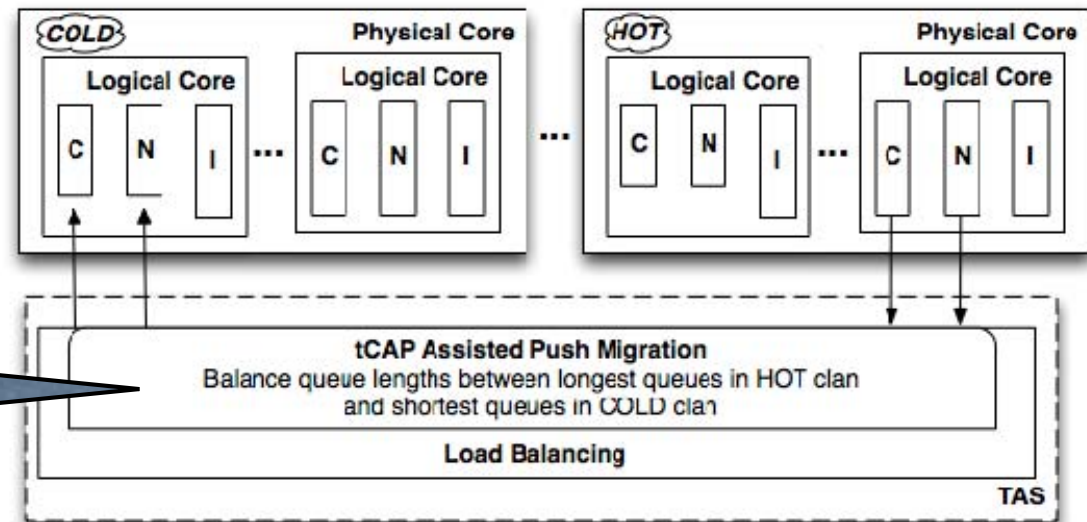 COLD
Physical Core
Logical Core
C N I
...
Logical Core
C N I
...
HOT
Physical Core
Logical Core
C N I
...
Logical Core
C N I
tCAP Assisted Push Migration
Balance queue lengths between longest queues in HOT clan
and shortest queues in COLD clan
Load Balancing
TAS